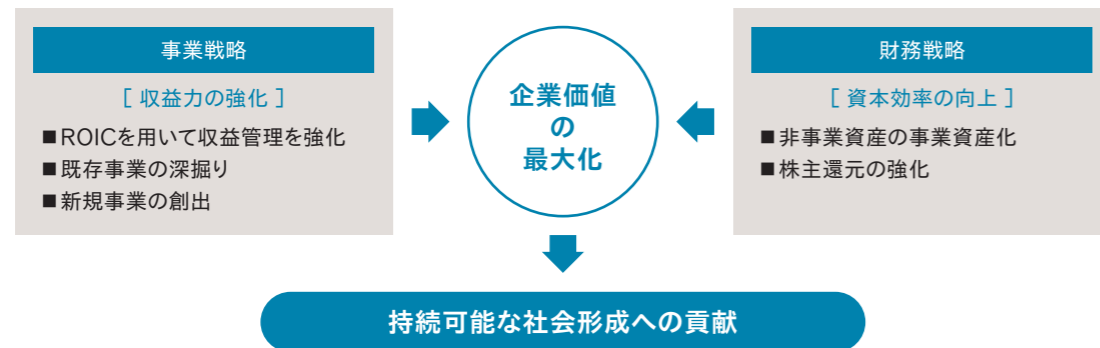 事業戦略
[ 収益力の強化 ]
■ROICを用いて収益管理を強化
■既存事業の深掘り
■新規事業の創出
企業価値
の
最大化
財務戦略
[ 資本効率の向上 ]
■非事業資産の事業資産化
■株主還元の強化
持続可能な社会形成への貢献